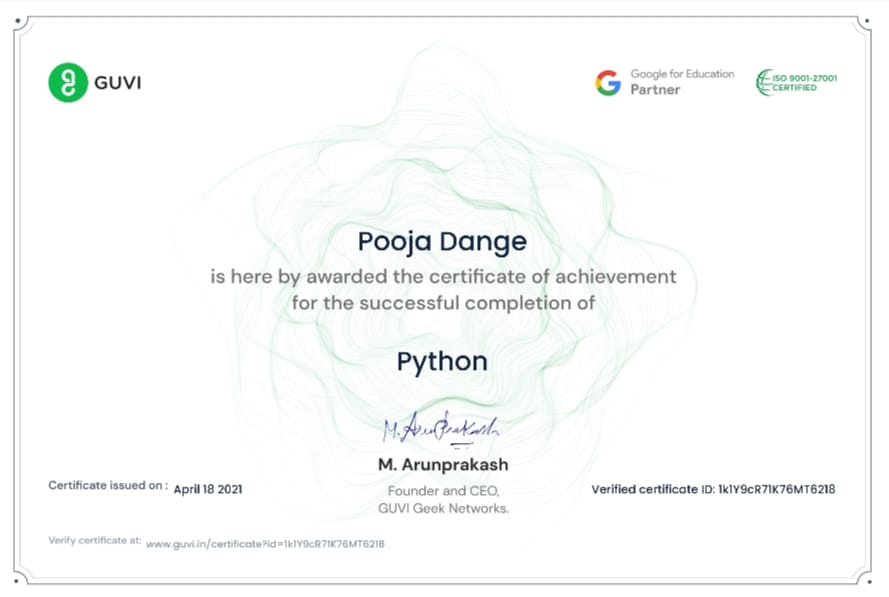 GUVI
Google for Education
Partner
ISO 9001-27001
CERTIFIED
Pooja Dange
is here by awarded the certificate of achievement
for the successful completion of
Python
M. Arunprakash
M. Arunprakash
Founder and CEO,
GUVI Geek Networks.
Certificate issued on : April 18 2021
Verified certificate ID: 1k1Y9cR71K76MT6218
Verify certificate at: www.guvi.in/certificate?id=1k1Y9cR71K76MT6218